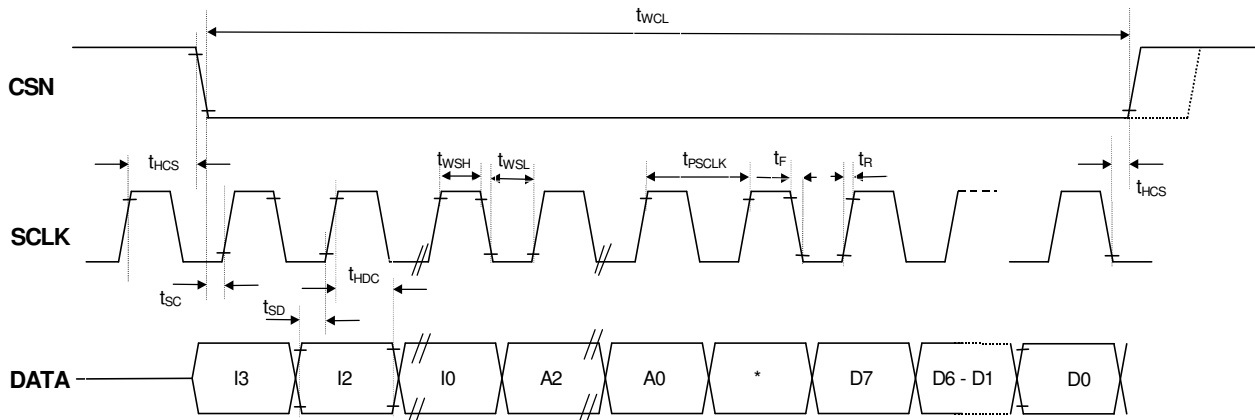 tWCL
CSN
tHCS
tWSH
tWSL
tPSCLK
tF
tR
tHCS
SCLK
tSC
tSD
tHDC
DATA
I3
I2
I0
A2
A0
*
D7
D6 - D1
D0